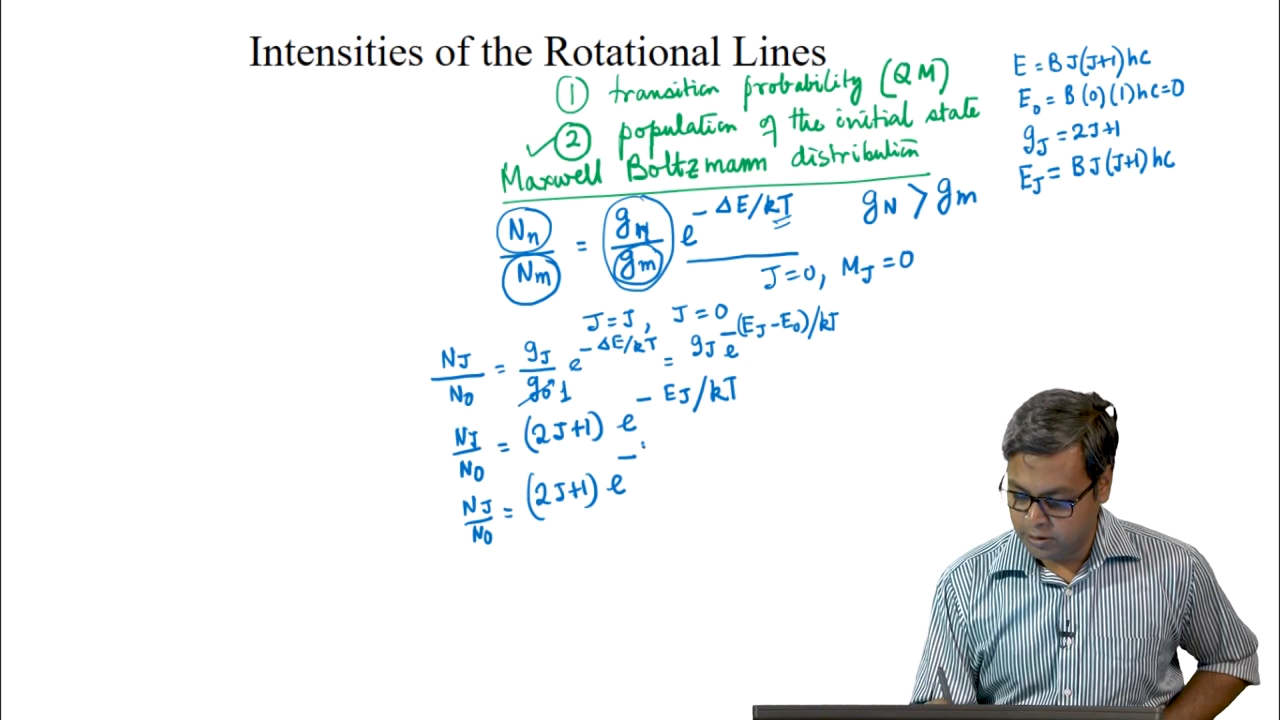 Intensities of the Rotational Lines
① transition probability (QM)
② population of the initial state
Maxwell Boltzmann distribution
E = BJ(J+1)hc
E₀ = B(0)(1)hc=0
gJ = 2J+1
EJ = BJ(J+1)hc
Nn/Nm = gn/gm e^-ΔE/kT
gN > gm
J=0, MJ=0
J=J, J=0
NJ/N₀ = gJ/g₀ 1 e^-ΔE/kT = gJ e^-(EJ-E₀)/kT
NJ/N₀ = (2J+1) e^-EJ/kT
NJ/N₀ = (2J+1) e^-